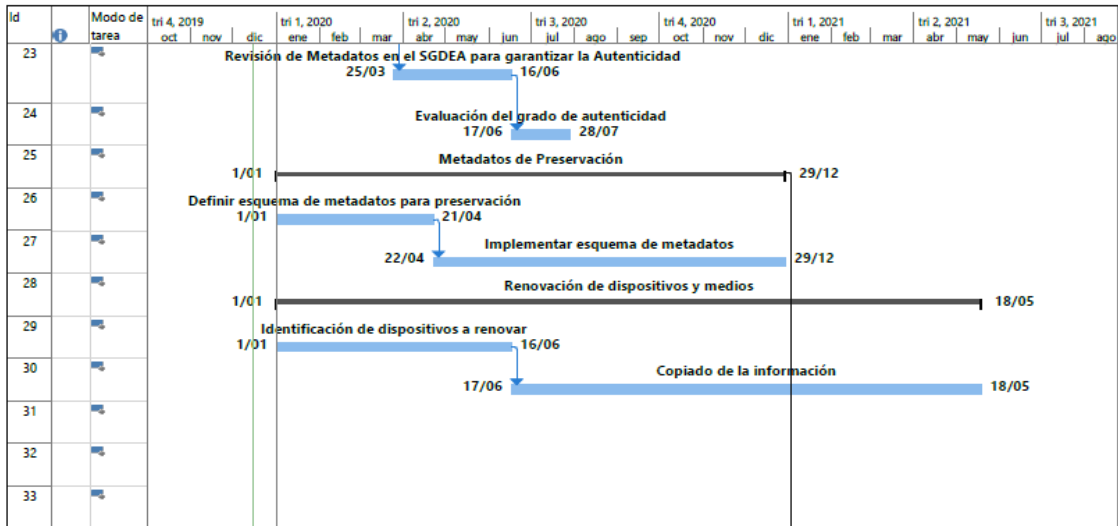 Id Modo de tarea tri 4, 2019 tri 1, 2020 tri 2, 2020 tri 3, 2020 tri 4, 2020 tri 1, 2021 tri 2, 2021 tri 3, 2021
oct nov dic ene feb mar abr may jun jul ago sep oct nov dic ene feb mar abr may jun jul ago
23 Revisión de Metadatos en el SGDEA para garantizar la Autenticidad
25/03 16/06
24 Evaluación del grado de autenticidad
17/06 28/07
25 Metadatos de Preservación
1/01 29/12
26 Definir esquema de metadatos para preservación
1/01 21/04
27 Implementar esquema de metadatos
22/04 29/12
28 Renovación de dispositivos y medios
1/01 18/05
29 Identificación de dispositivos a renovar
1/01 16/06
30 Copiado de la información
17/06 18/05
31
32
33